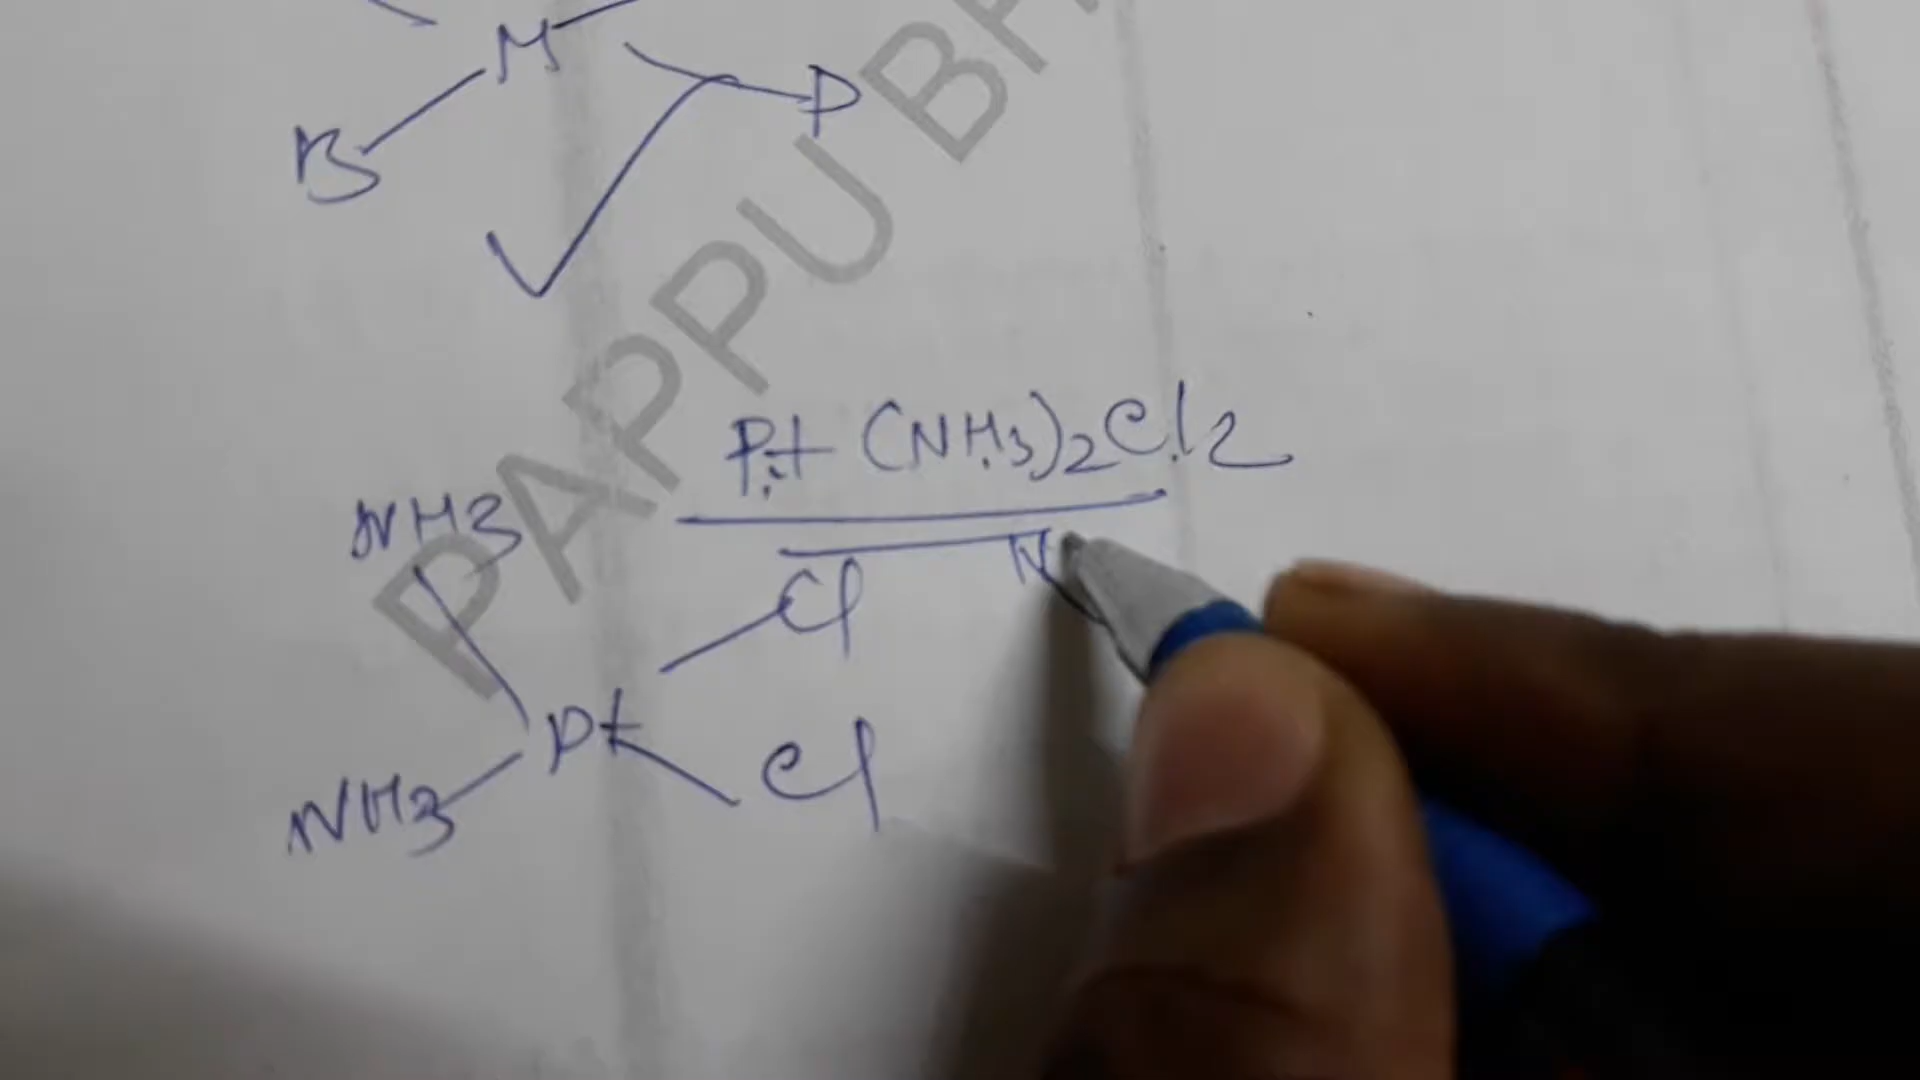 M
B
D
PAPPU
Pt (NH3)2Cl2
NH3
N
Cl
Pt
Cl
NH3